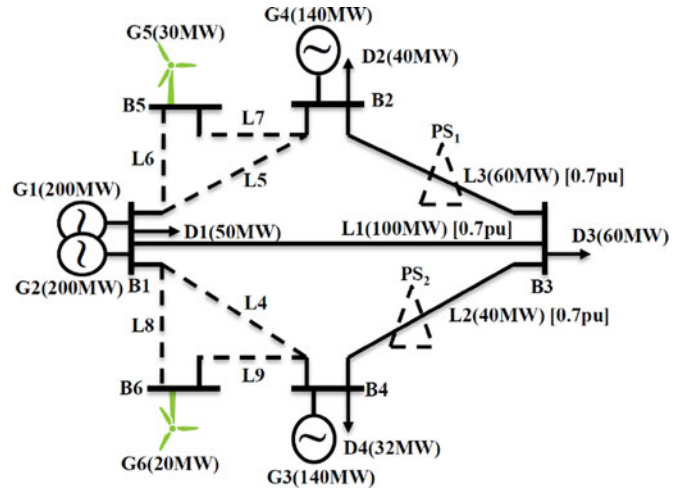 G4(140MW)
G5(30MW)
D2(40MW)
B2
B5
L7
PS1
L6
L5
L3(60MW) [0.7pu]
G1(200MW)
D1(50MW)
L1(100MW) [0.7pu]
D3(60MW)
G2(200MW)
B1
B3
PS2
L8
L4
L2(40MW) [0.7pu]
L9
B6
B4
D4(32MW)
G6(20MW)
G3(140MW)